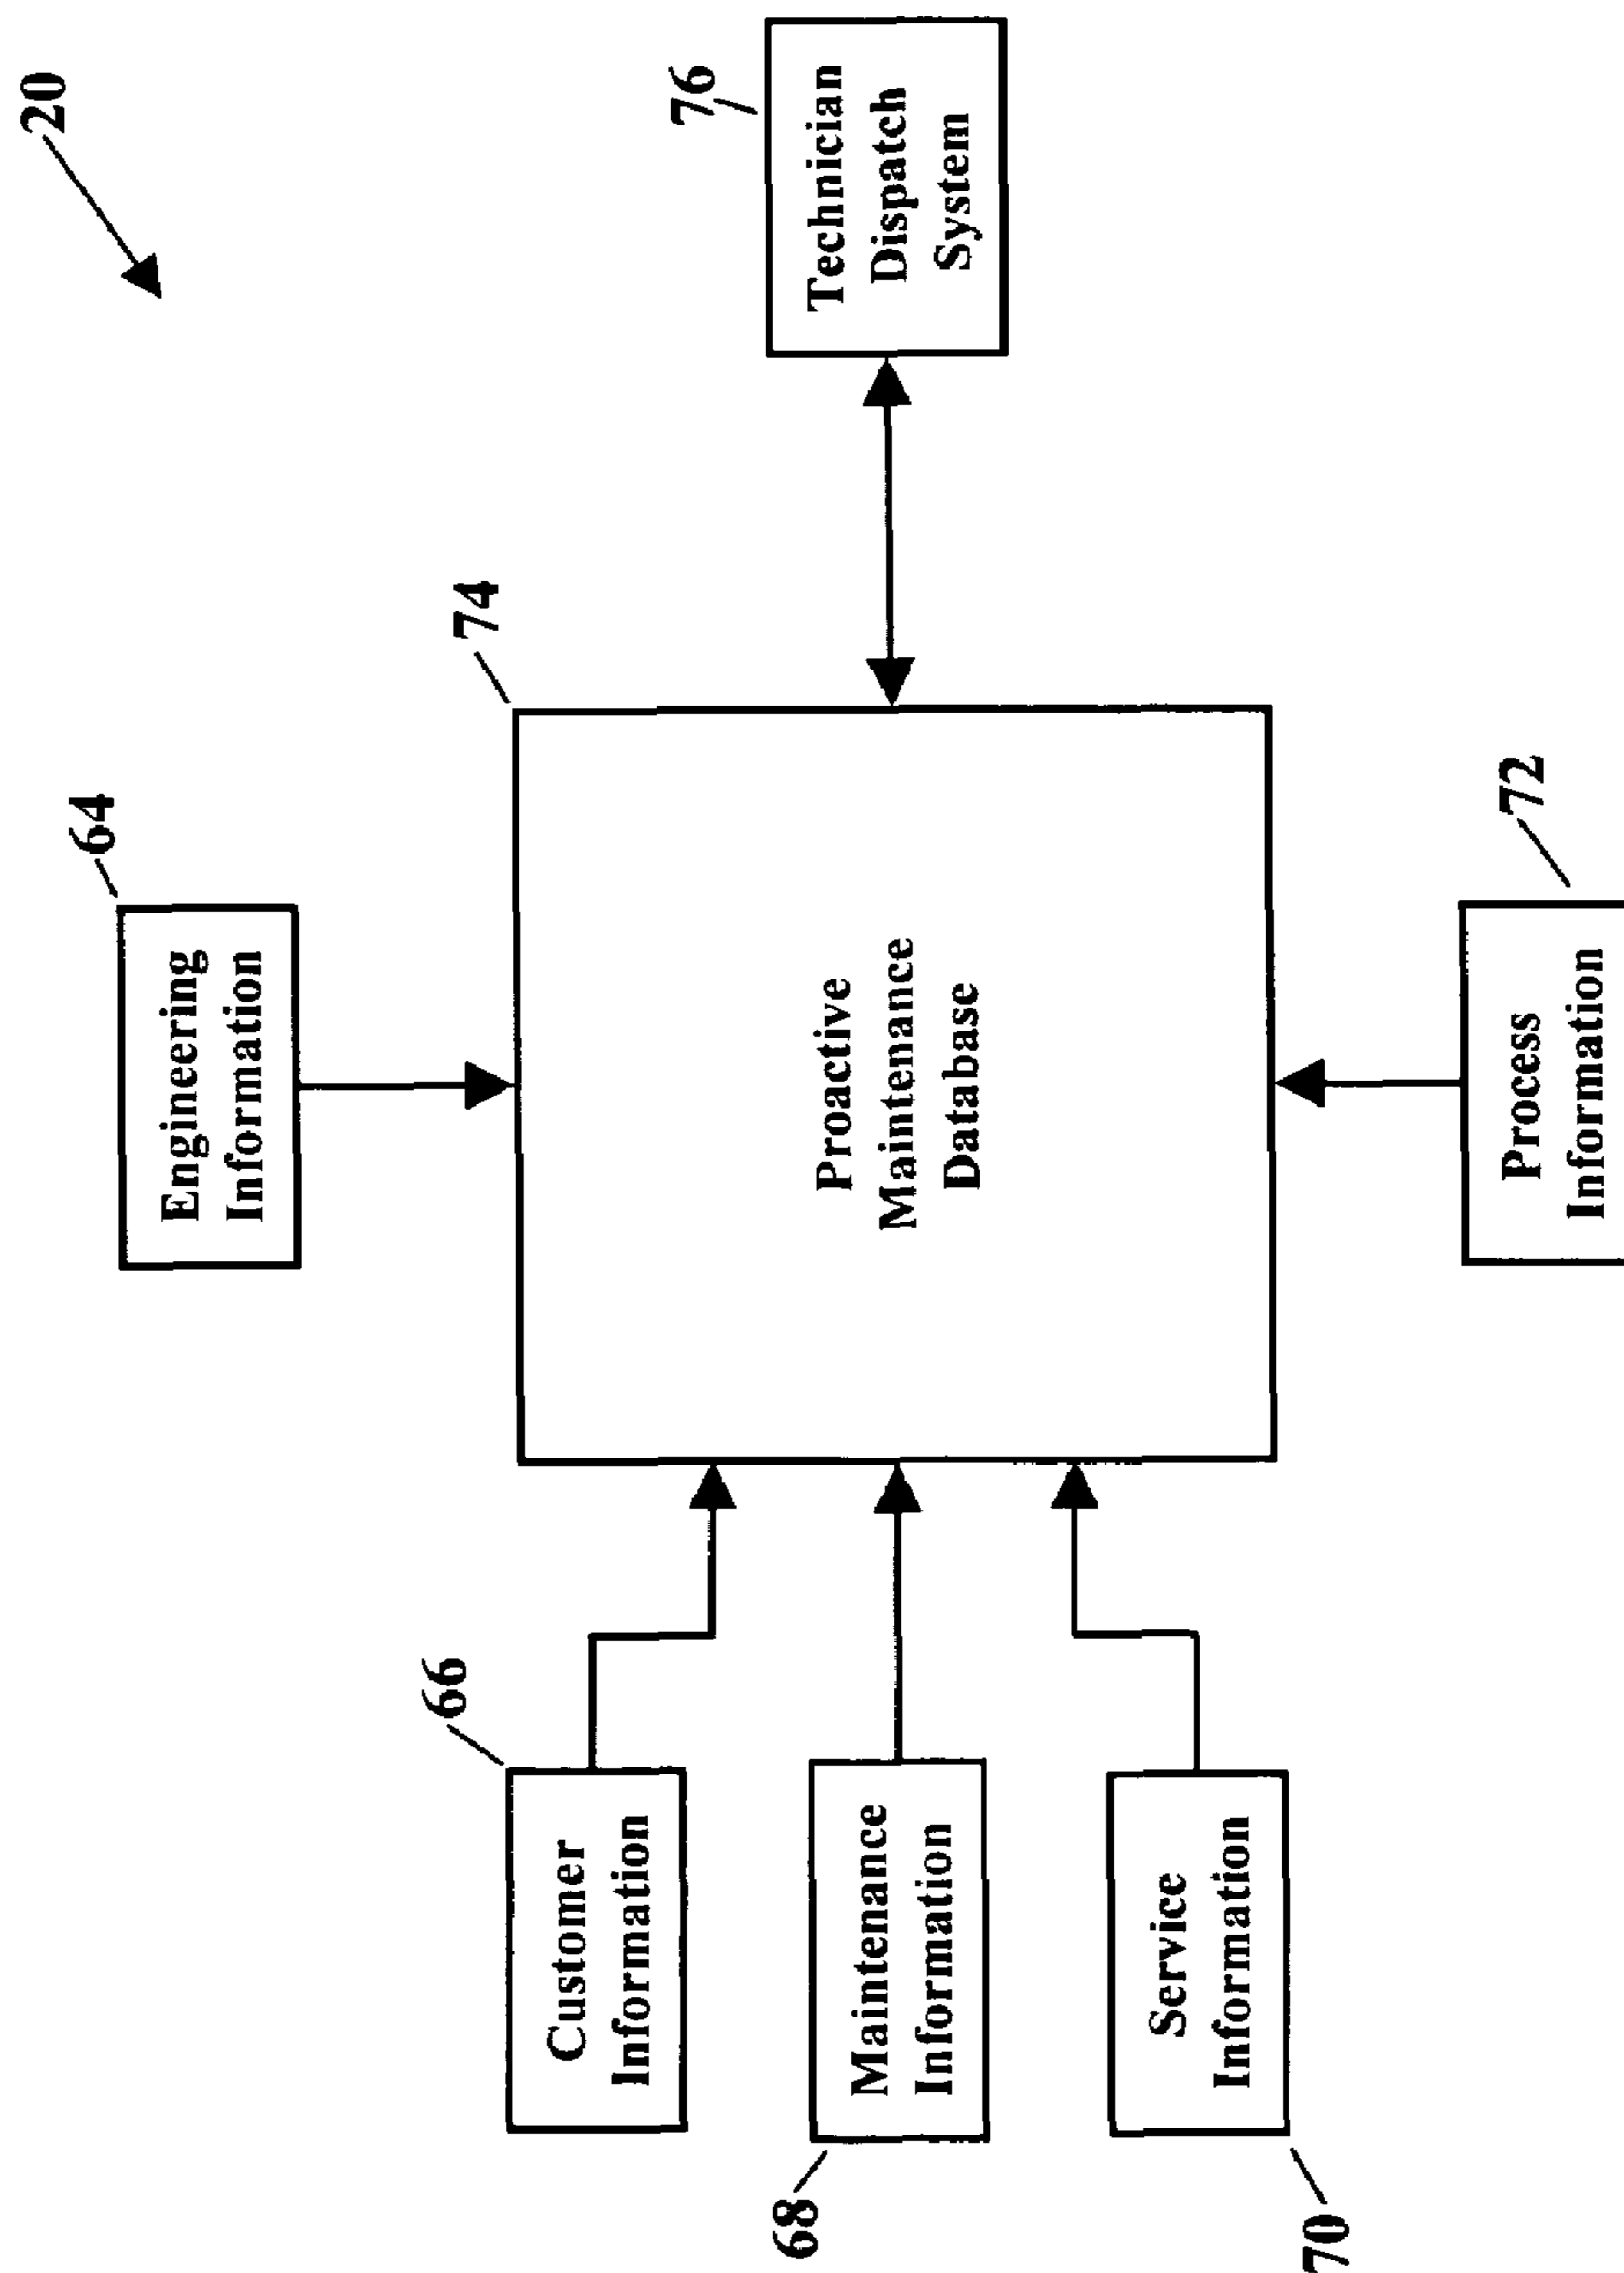 20
64
Engineering
Information
66
Customer
Information
74
Proactive
Maintenance
Database
76
Technician
Dispatch
System
68
Maintenance
Information
70
Service
Information
72
Process
Information